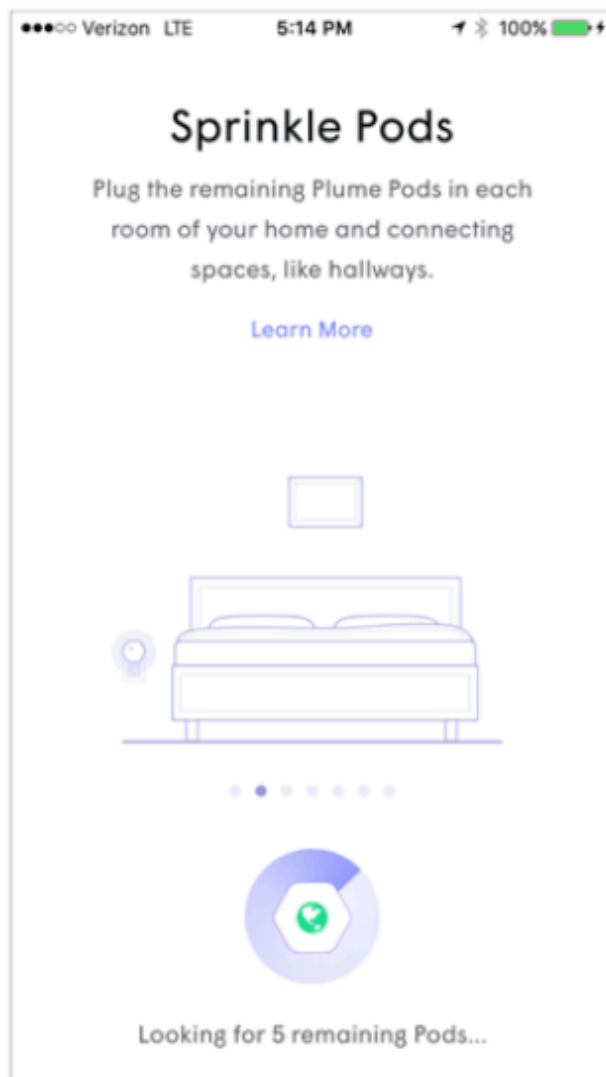 Verizon LTE 5:14 PM 100%
Sprinkle Pods
Plug the remaining Plume Pods in each
room of your home and connecting
spaces, like hallways.
Learn More
Looking for 5 remaining Pods...